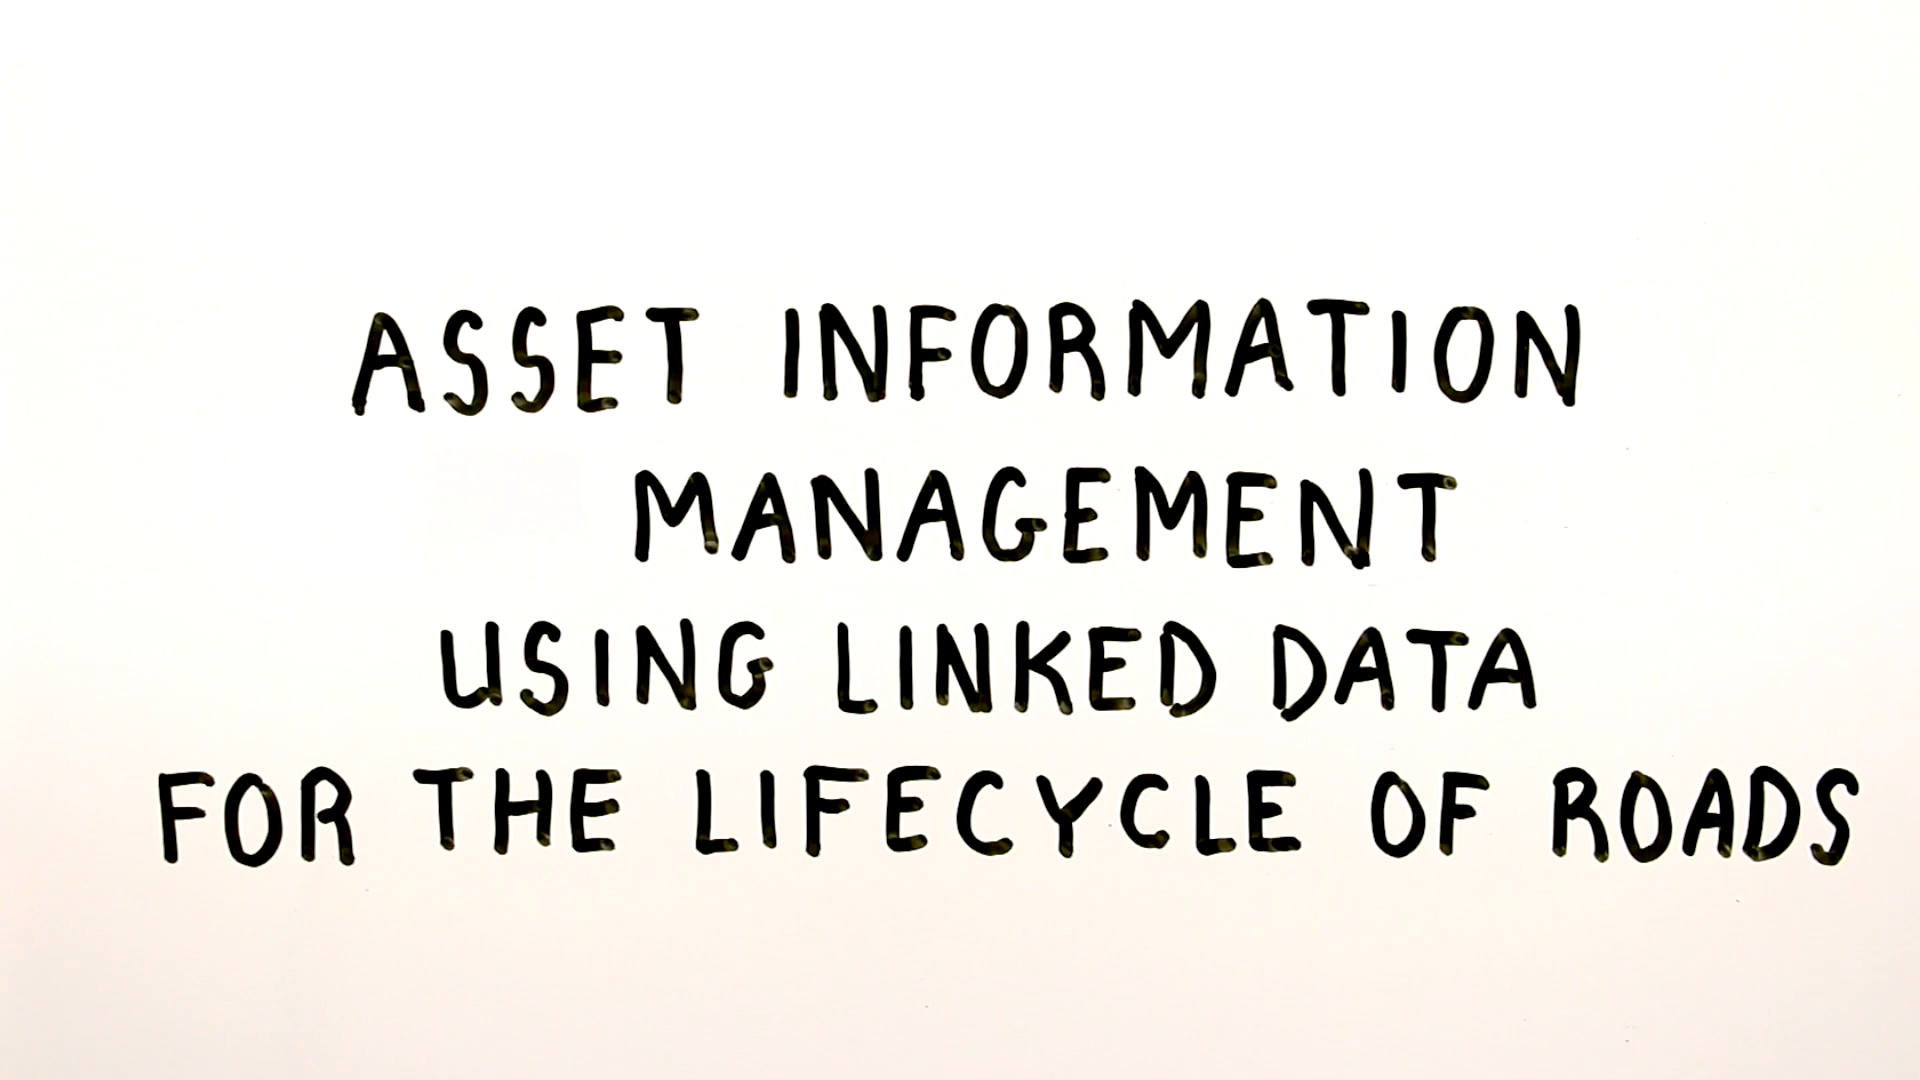 ASSET INFORMATION
MANAGEMENT
USING LINKED DATA
FOR THE LIFECYCLE OF ROADS